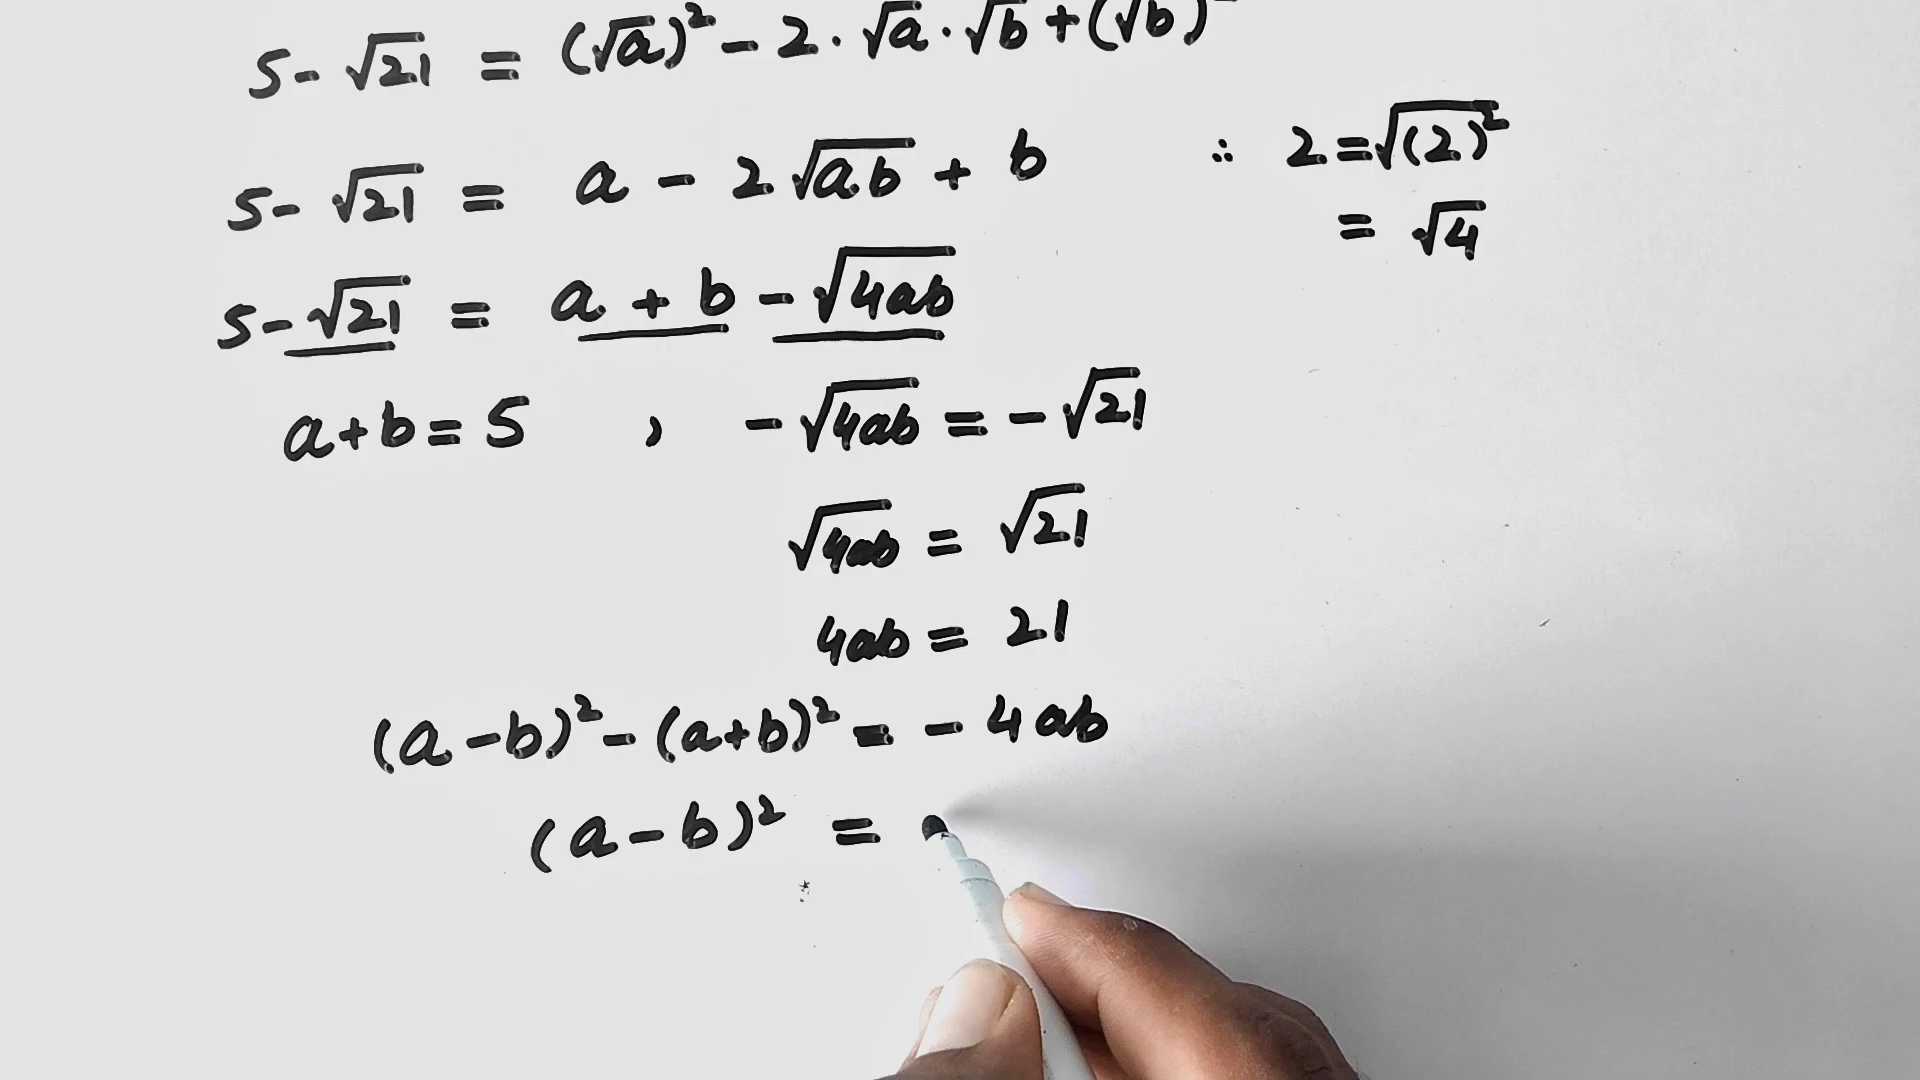 5 - √21 = (√a)² - 2 · √a · √b + (√b)
5 - √21 = a - 2√ab + b
∴ 2 = √(2)²
= √4
5 - √21 = a + b - √4ab
a + b = 5 , - √4ab = - √21
√4ab = √21
4ab = 21
(a - b)² - (a + b)² = - 4ab
(a - b)² =